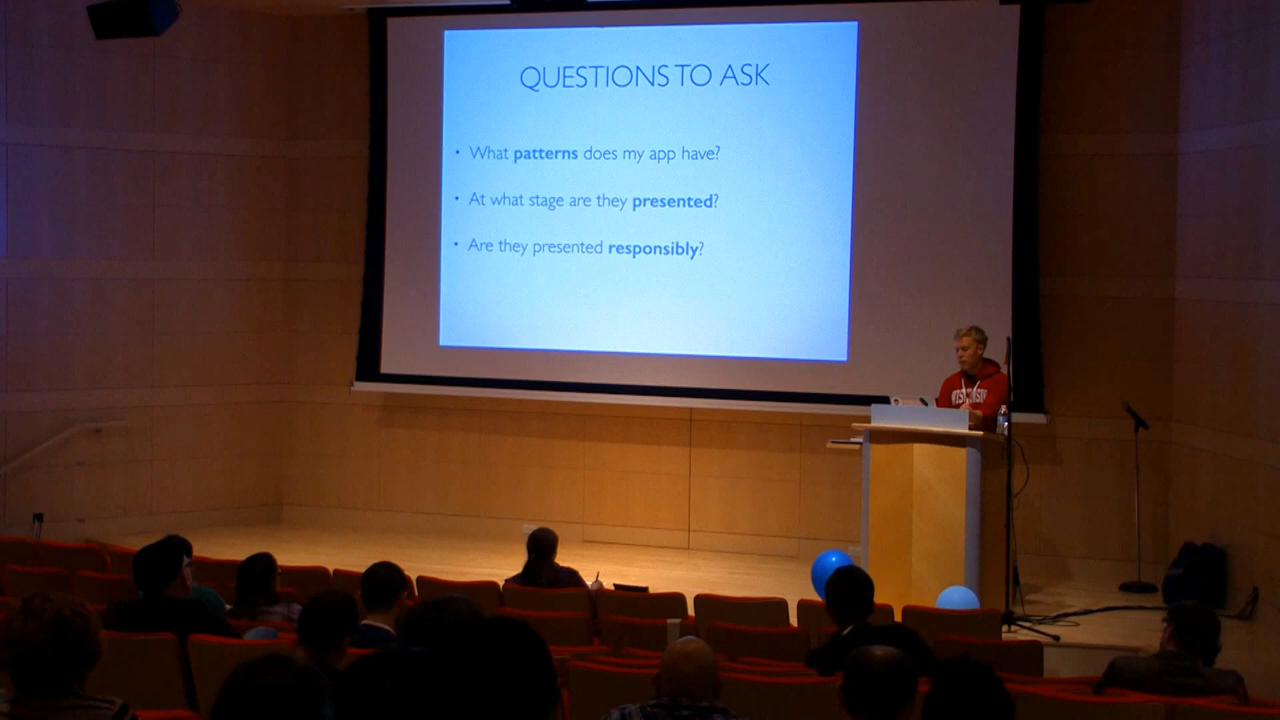 QUESTIONS TO ASK
• What patterns does my app have?
• At what stage are they presented?
• Are they presented responsibly?